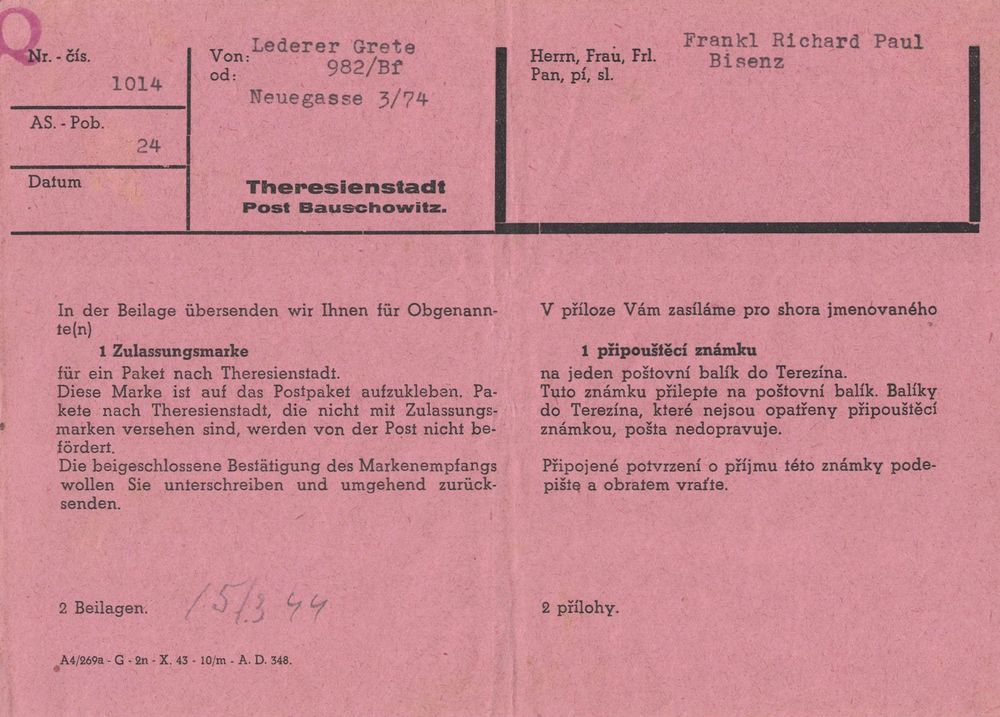 Q
Nr. - čís.
1014
AS. - Pob.
24
Datum
Von: Lederer Grete
od: 982/Bf
Neuegasse 3/74
Theresienstadt
Post Bauschowitz.
Herrn, Frau, Frl.
Pan, pí, sl.
Frankl Richard Paul
Bisenz
In der Beilage übersenden wir Ihnen für Obgenann-
te(n)
1 Zulassungsmarke
für ein Paket nach Theresienstadt.
Diese Marke ist auf das Postpaket aufzukleben. Pa-
kete nach Theresienstadt, die nicht mit Zulassungs-
marken versehen sind, werden von der Post nicht be-
fördert.
Die beigeschlossene Bestätigung des Markenempfangs
wollen Sie unterschreiben und umgehend zurück-
senden.
2 Beilagen.
15/3 44
A4/269a - G - 2n - X. 43 - 10/m - A. D. 348.
V příloze Vám zasíláme pro shora jmenovaného
1 připouštěcí známku
na jeden poštovní balík do Terezína.
Tuto známku přilepte na poštovní balík. Balíky
do Terezína, které nejsou opatřeny připouštěcí
známkou, pošta nedopravuje.
Připojené potvrzení o příjmu této známky pode-
pište a obratem vraťte.
2 přílohy.